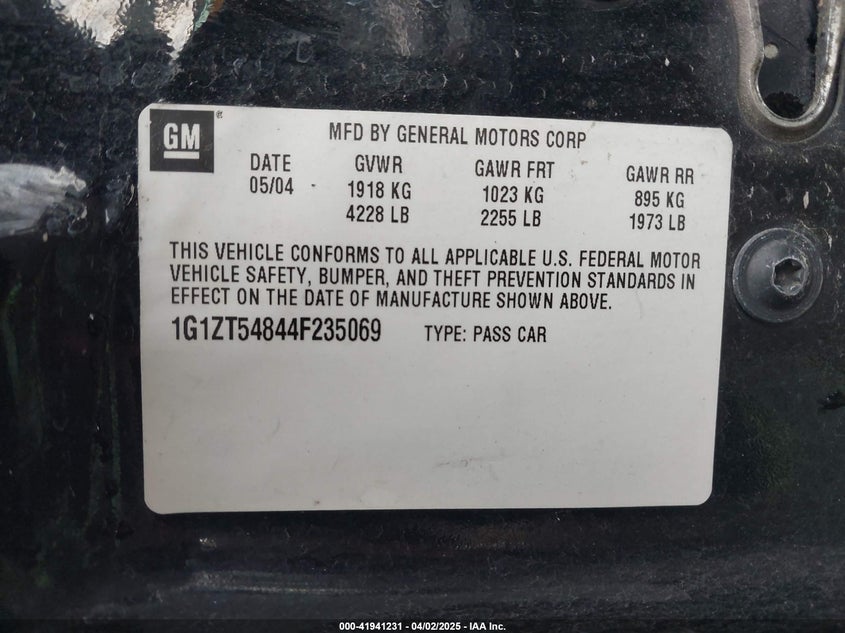 GM®
MFD BY GENERAL MOTORS CORP
DATE GVWR GAWR FRT GAWR RR
05/04 1918 KG 1023 KG 895 KG
4228 LB 2255 LB 1973 LB
THIS VEHICLE CONFORMS TO ALL APPLICABLE U.S. FEDERAL MOTOR
VEHICLE SAFETY, BUMPER, AND THEFT PREVENTION STANDARDS IN
EFFECT ON THE DATE OF MANUFACTURE SHOWN ABOVE.
1G1ZT54844F235069 TYPE: PASS CAR
000-41941231 - 04/02/2025 - IAA Inc.